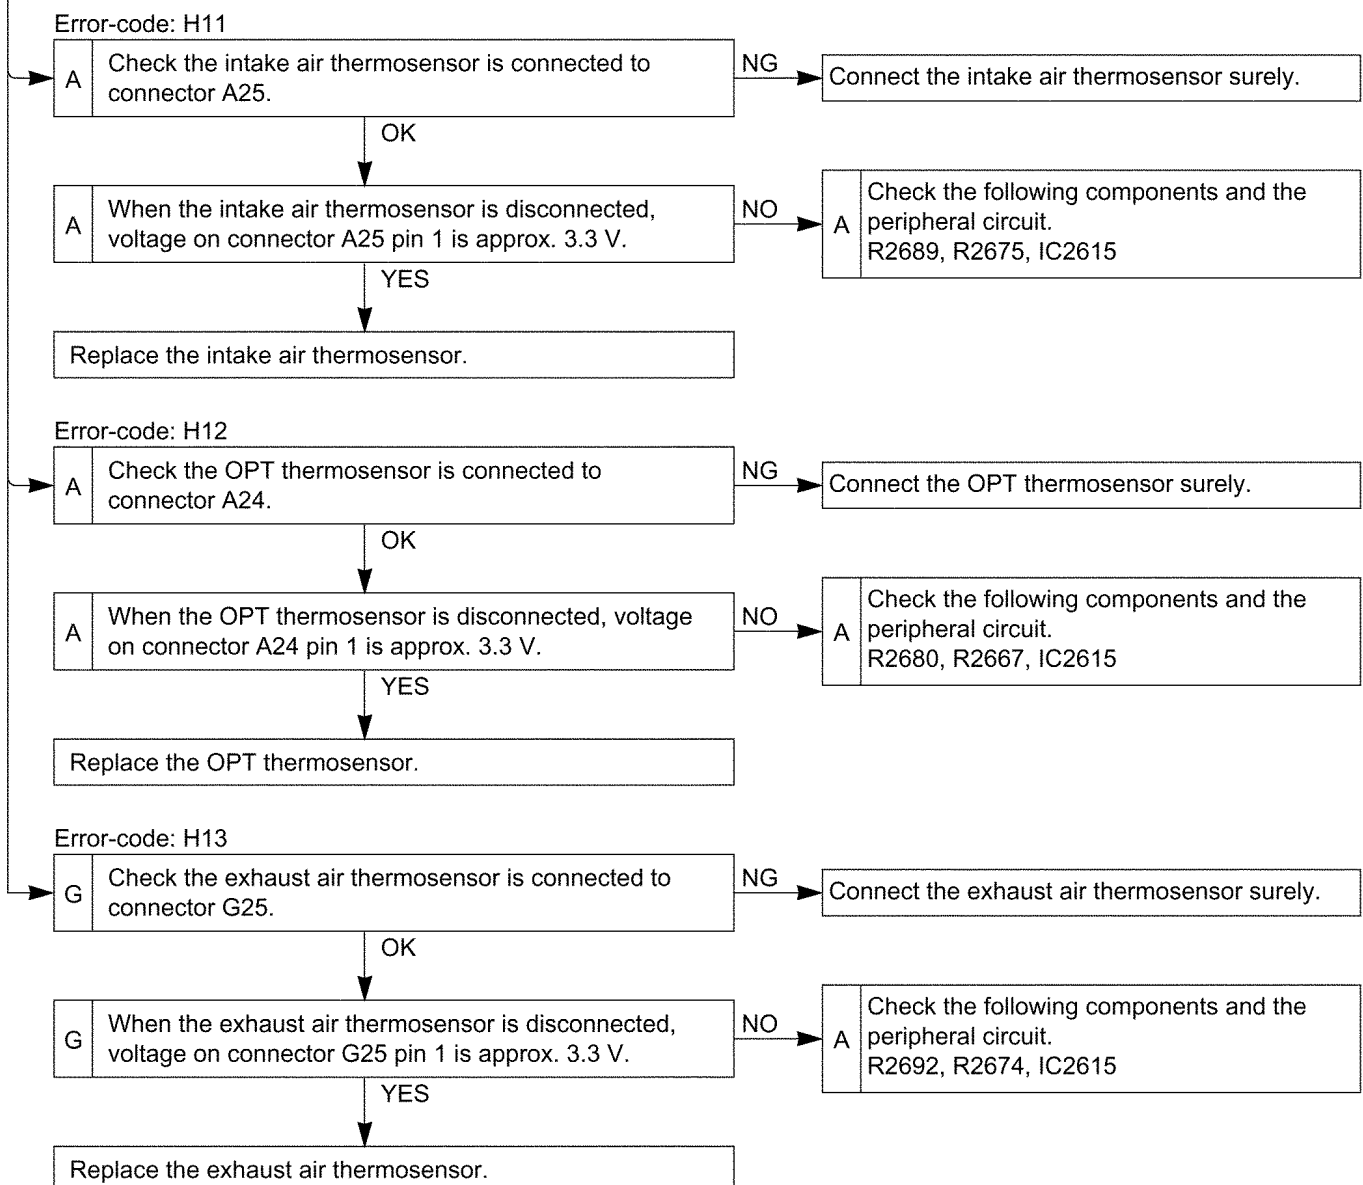 Error-code: H11
A
Check the intake air thermosensor is connected to
connector A25.
NG
Connect the intake air thermosensor surely.
OK
A
When the intake air thermosensor is disconnected,
voltage on connector A25 pin 1 is approx. 3.3 V.
NO
A
Check the following components and the
peripheral circuit.
R2689, R2675, IC2615
YES
Replace the intake air thermosensor.
Error-code: H12
A
Check the OPT thermosensor is connected to
connector A24.
NG
Connect the OPT thermosensor surely.
OK
A
When the OPT thermosensor is disconnected, voltage
on connector A24 pin 1 is approx. 3.3 V.
NO
A
Check the following components and the
peripheral circuit.
R2680, R2667, IC2615
YES
Replace the OPT thermosensor.
Error-code: H13
G
Check the exhaust air thermosensor is connected to
connector G25.
NG
Connect the exhaust air thermosensor surely.
OK
G
When the exhaust air thermosensor is disconnected,
voltage on connector G25 pin 1 is approx. 3.3 V.
NO
A
Check the following components and the
peripheral circuit.
R2692, R2674, IC2615
YES
Replace the exhaust air thermosensor.